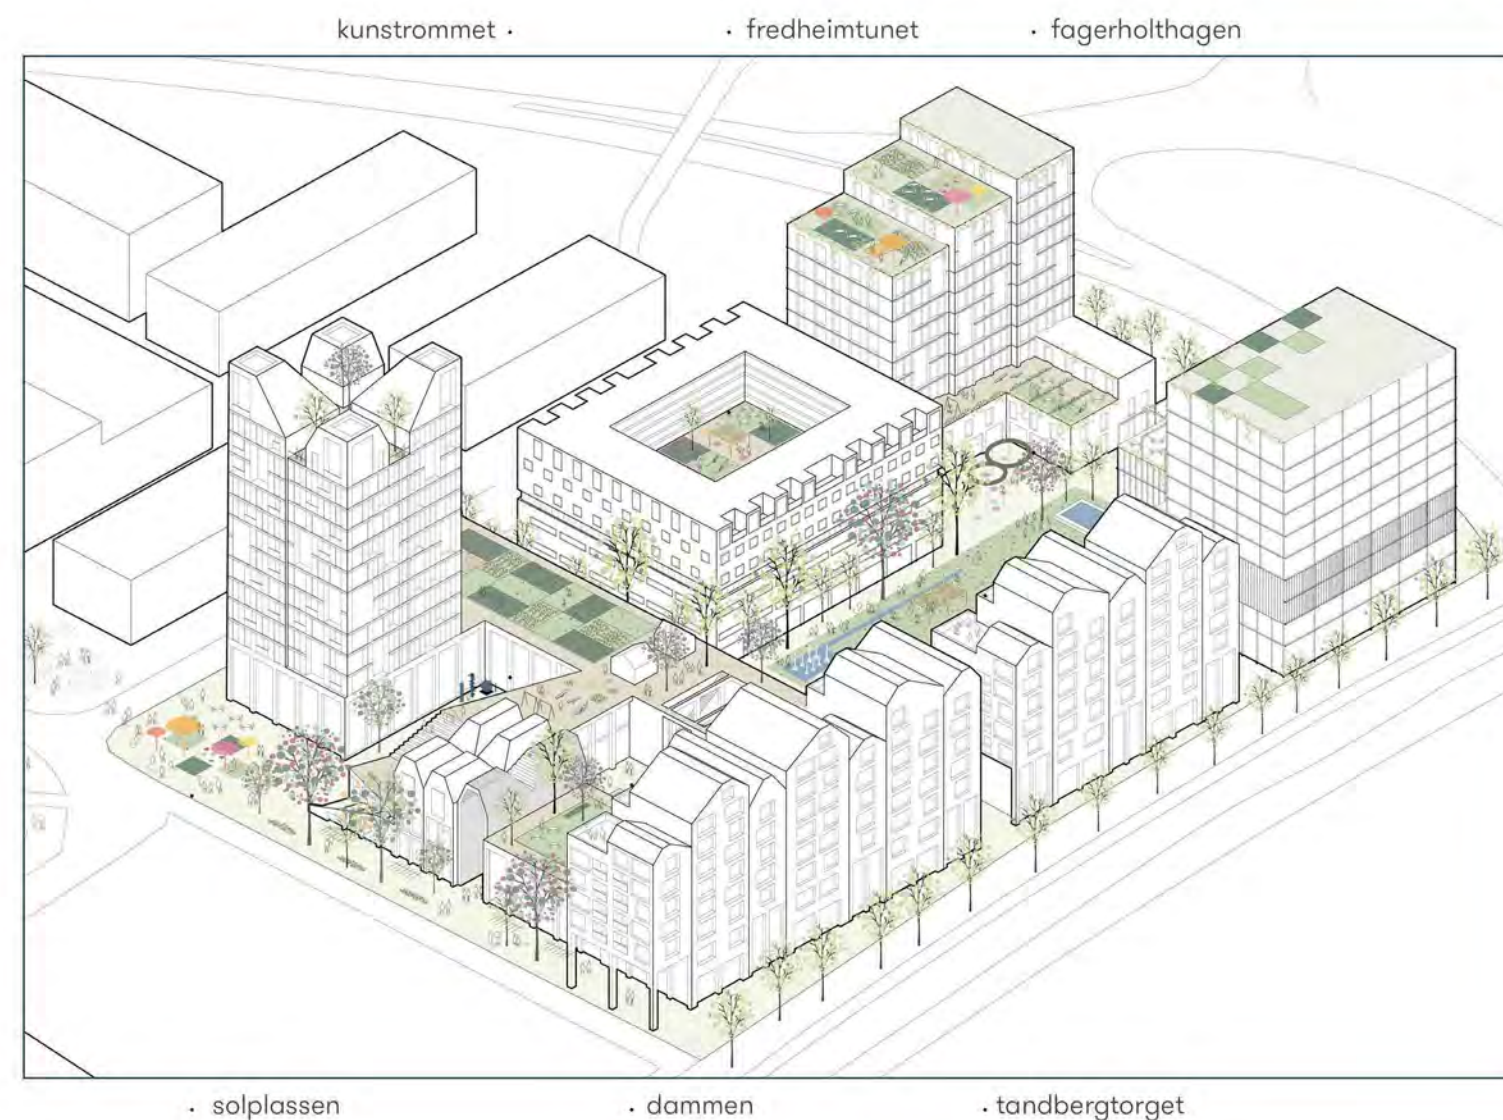 kunstrommet ·
· fredheimtunet
· fagerholthagen
· solplassen
· dammen
· tandbergtorget